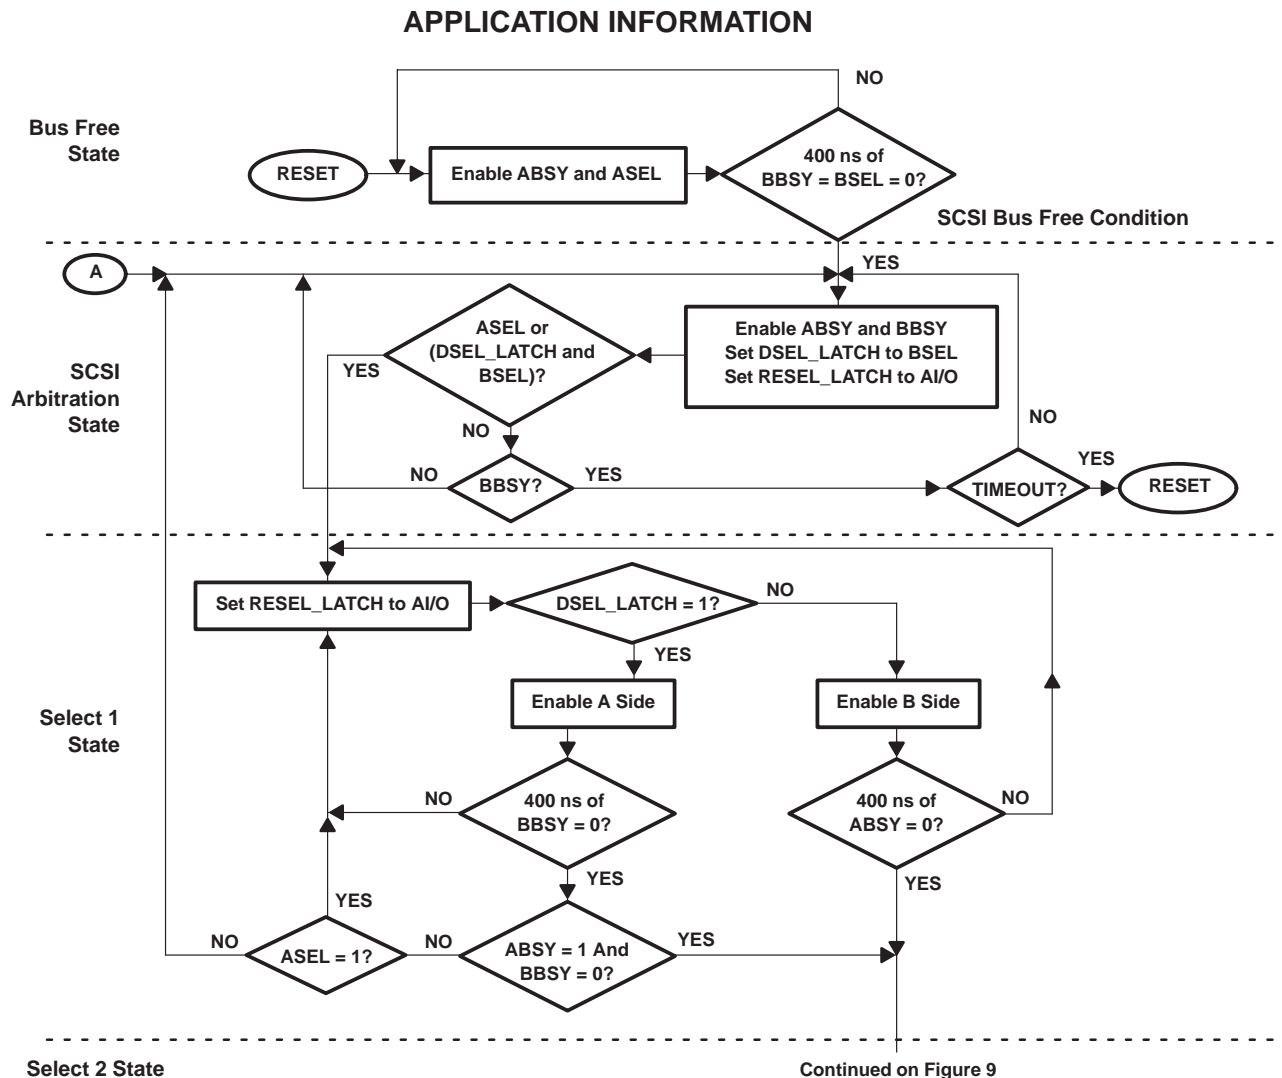 APPLICATION INFORMATION
NO
Bus Free
State
RESET
Enable ABSY and ASEL
400 ns of
BBSY = BSEL = 0?
SCSI Bus Free Condition
A
YES
ASEL or
(DSEL_LATCH and
BSEL)?
YES
Enable ABSY and BBSY
Set DSEL_LATCH to BSEL
Set RESEL_LATCH to AI/O
SCSI
Arbitration
State
NO
NO
NO
BBSY?
YES
TIMEOUT?
YES
RESET
Set RESEL_LATCH to AI/O
DSEL_LATCH = 1?
NO
YES
Enable A Side
Enable B Side
Select 1
State
NO
400 ns of
BBSY = 0?
400 ns of
ABSY = 0?
NO
YES
YES
YES
NO
ASEL = 1?
NO
ABSY = 1 And
BBSY = 0?
YES
Select 2 State
Continued on Figure 9